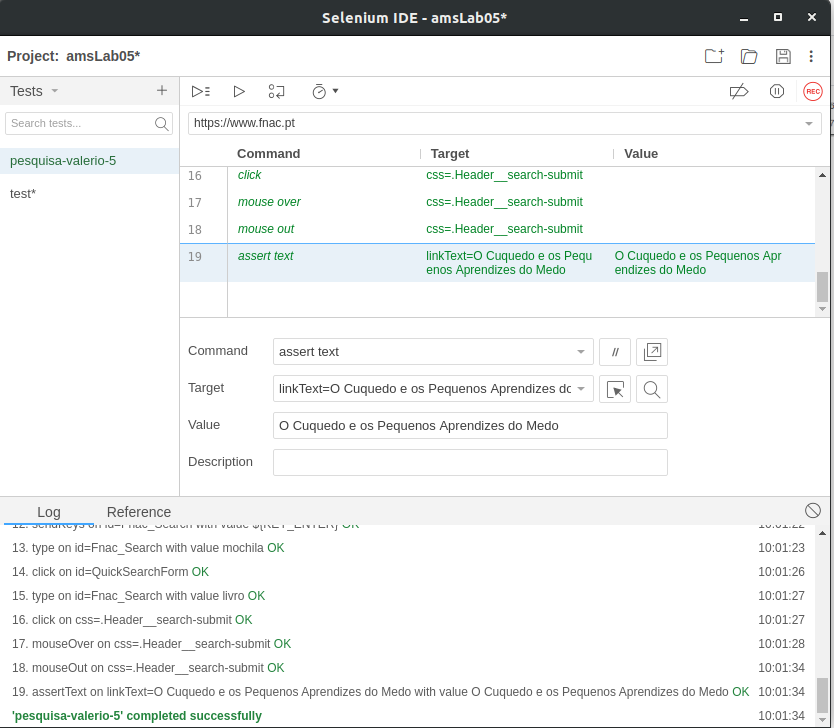 Selenium IDE - amsLab05*
Project: amsLab05*
Tests
REC
Search tests...
https://www.fnac.pt
Command Target Value
pesquisa-valerio-5
test*
16 click css=.Header__search-submit
17 mouse over css=.Header__search-submit
18 mouse out css=.Header__search-submit
19 assert text linkText=O Cuquedo e os Pequ O Cuquedo e os Pequenos Apr
enos Aprendizes do Medo endizes do Medo
Command assert text //
Target linkText=O Cuquedo e os Pequenos Aprendizes do
Value O Cuquedo e os Pequenos Aprendizes do Medo
Description
Log Reference
12. sendKeys on id=Fnac_Search with value ${KEY_ENTER} OK 10:01:22
13. type on id=Fnac_Search with value mochila OK 10:01:23
14. click on id=QuickSearchForm OK 10:01:26
15. type on id=Fnac_Search with value livro OK 10:01:27
16. click on css=.Header__search-submit OK 10:01:27
17. mouseOver on css=.Header__search-submit OK 10:01:28
18. mouseOut on css=.Header__search-submit OK 10:01:34
19. assertText on linkText=O Cuquedo e os Pequenos Aprendizes do Medo with value O Cuquedo e os Pequenos Aprendizes do Medo OK 10:01:34
'pesquisa-valerio-5' completed successfully 10:01:34